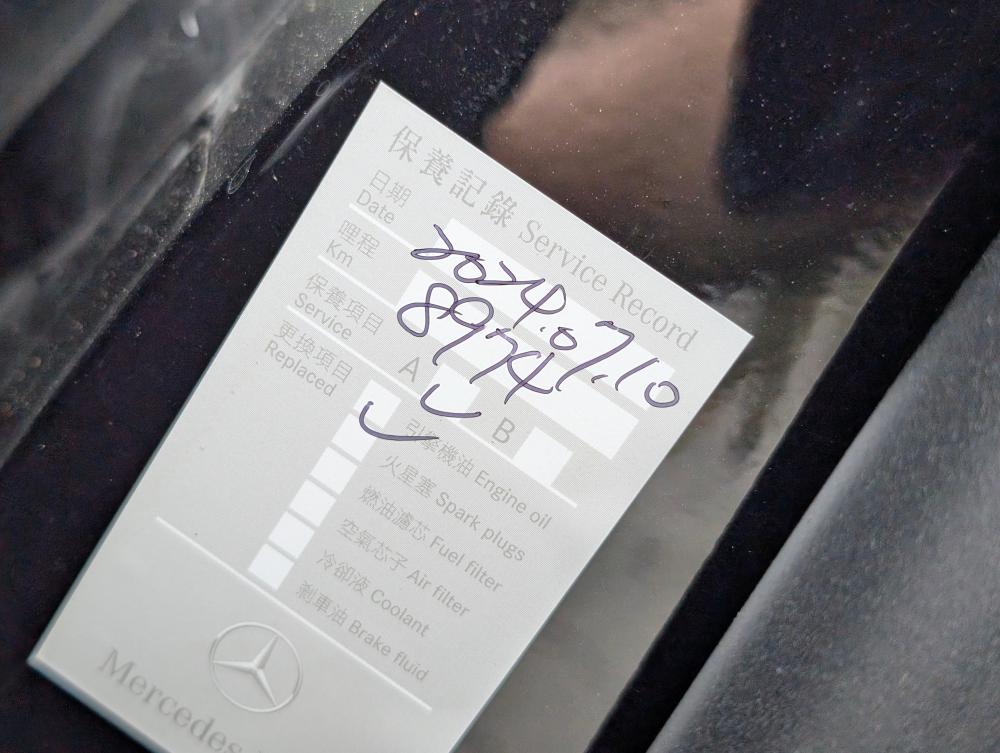 保養記錄 Service Record
日期
Date
2024.07.10
哩程
Km
8974
保養項目
Service
A ✓ B
更換項目
Replaced
✓ 引擎機油 Engine oil
火星塞 Spark plugs
燃油濾芯 Fuel filter
空氣芯子 Air filter
冷卻液 Coolant
剎車油 Brake fluid
Mercedes